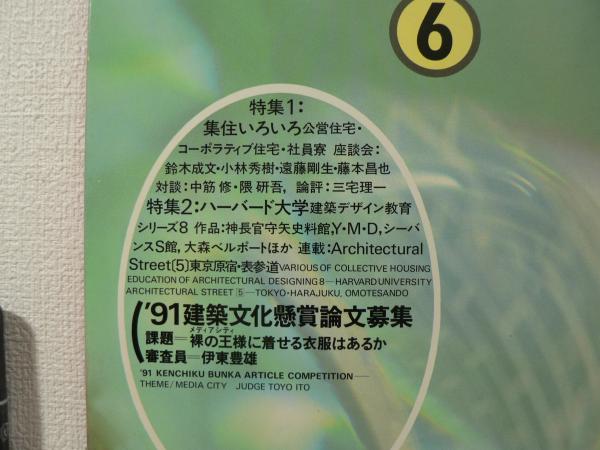 6
特集1:
集住いろいろ公営住宅・
コーポラティブ住宅・社員寮 座談会:
鈴木成文・小林秀樹・遠藤剛生・藤本昌也
対談:中筋 修・隈 研吾, 論評:三宅理一
特集2:ハーバード大学建築デザイン教育
シリーズ8 作品:神長官守矢史料館,Y・M・D,シーバ
ンスS館, 大森ベルポートほか 連載:Architectural
Street〔5〕東京原宿・表参道VARIOUS OF COLLECTIVE HOUSING
EDUCATION OF ARCHITECTURAL DESIGNING 8—HARVARD UNIVERSITY
ARCHITECTURAL STREET 5—TOKYO-HARAJUKU, OMOTESANDO
'91建築文化懸賞論文募集
メディアシティ
課題=裸の王様に着せる衣服はあるか
審査員=伊東豊雄
'91 KENCHIKU BUNKA ARTICLE COMPETITION—
THEME/MEDIA CITY JUDGE TOYO ITO